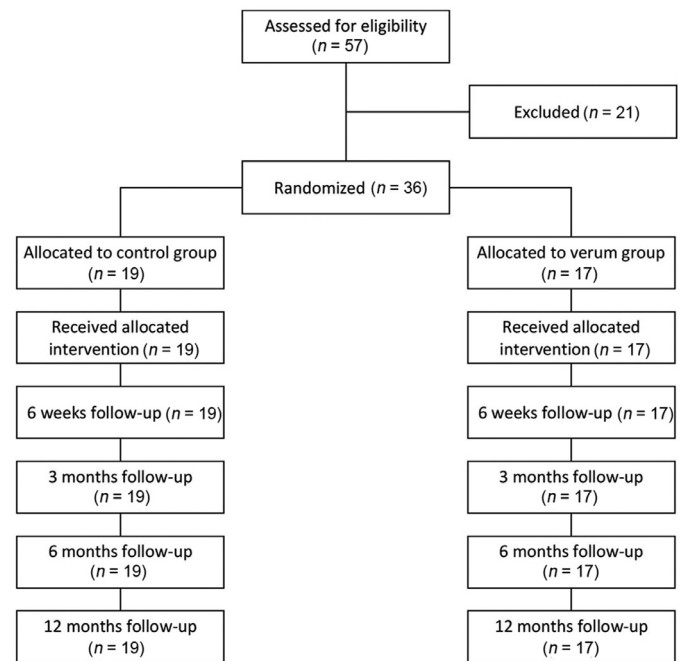 Assessed for eligibility
(n = 57)
Excluded (n = 21)
Randomized (n = 36)
Allocated to control group
(n = 19)
Allocated to verum group
(n = 17)
Received allocated
intervention (n = 19)
Received allocated
intervention (n = 17)
6 weeks follow-up (n = 19)
6 weeks follow-up (n = 17)
3 months follow-up
(n = 19)
3 months follow-up
(n = 17)
6 months follow-up
(n = 19)
6 months follow-up
(n = 17)
12 months follow-up
(n = 19)
12 months follow-up
(n = 17)